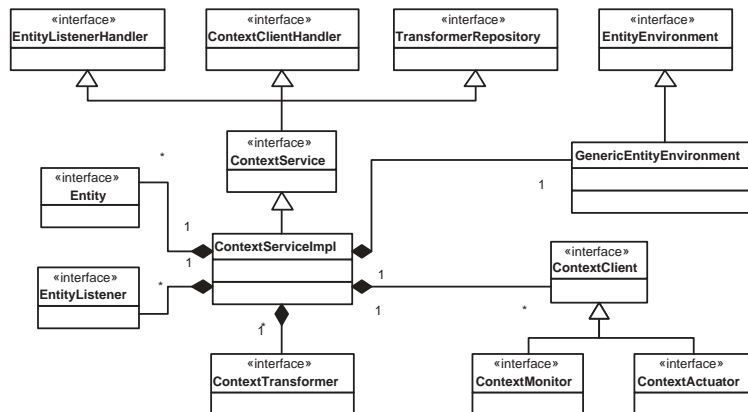 «interface»
EntityListenerHandler
«interface»
ContextClientHandler
«interface»
TransformerRepository
«interface»
EntityEnvironment
«interface»
ContextService
GenericEntityEnvironment
«interface»
Entity
*
1
1
ContextServiceImpl
1
«interface»
EntityListener
*
1
«interface»
ContextClient
1
*
1
*
«interface»
ContextTransformer
«interface»
ContextMonitor
«interface»
ContextActuator